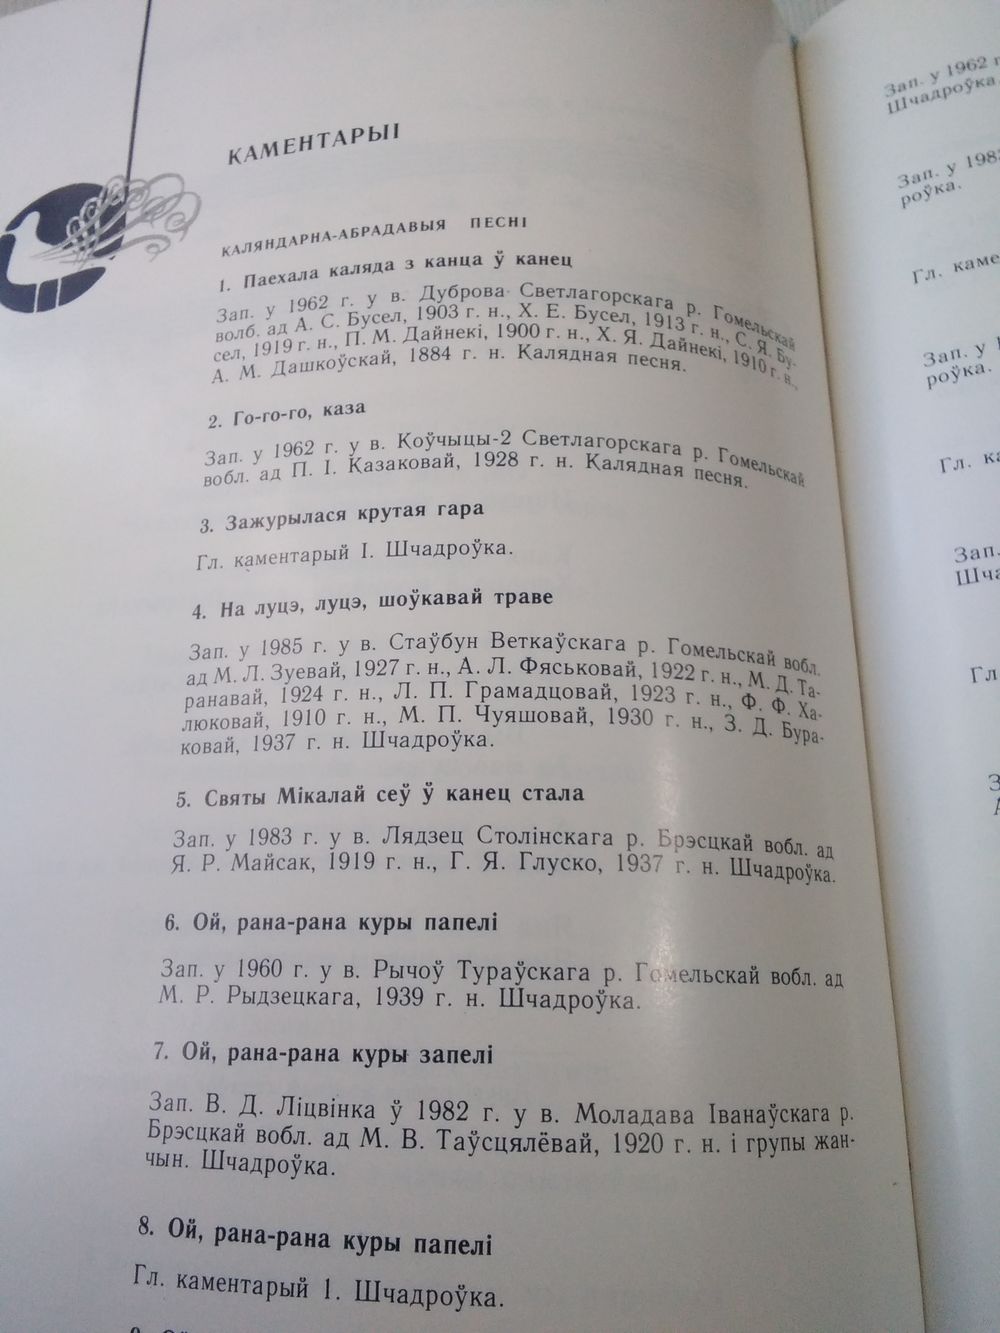 КАМЕНТАРЫІ
КАЛЯНДАРНА-АБРАДАВЫЯ ПЕСНІ
1. Паехала каляда з канца ў канец
Зап. у 1962 г. у в. Дуброва Светлагорскага р. Гомельскай
вобл. ад А. С. Бусел, 1903 г. н., Х. Е. Бусел, 1913 г. н., С. Я. Бу-
сел, 1919 г. н., П. М. Дайнекі, 1900 г. н., Х. Я. Дайнекі, 1910 г. н.,
А. М. Дашкоўскай, 1884 г. н. Калядная песня.
2. Го-го-го, каза
Зап. у 1962 г. у в. Коўчыцы-2 Светлагорскага р. Гомельскай
вобл. ад П. І. Казаковай, 1928 г. н. Калядная песня.
3. Зажурылася крутая гара
Гл. каментарый І. Шчадроўка.
4. На луцэ, луцэ, шоўкавай траве
Зап. у 1985 г. у в. Стаўбун Веткаўскага р. Гомельскай вобл.
ад М. Л. Зуевай, 1927 г. н., А. Л. Фяськовай, 1922 г. н., М. Д. Та-
ранавай, 1924 г. н., Л. П. Грамадцовай, 1923 г. н., Ф. Ф. Ха-
люковай, 1910 г. н., М. П. Чуяшовай, 1930 г. н., З. Д. Бура-
ковай, 1937 г. н. Шчадроўка.
5. Святы Мікалай сеў ў канец стала
Зап. у 1983 г. у в. Лядзец Столінскага р. Брэсцкай вобл. ад
Я. Р. Майсак, 1919 г. н., Г. Я. Глуско, 1937 г. н. Шчадроўка.
6. Ой, рана-рана куры папелі
Зап. у 1960 г. у в. Рычоў Тураўскага р. Гомельскай вобл. ад
М. Р. Рыдзецкага, 1939 г. н. Шчадроўка.
7. Ой, рана-рана куры запелі
Зап. В. Д. Ліцвінка ў 1982 г. у в. Моладава Іванаўскага р.
Брэсцкай вобл. ад М. В. Таўсцялёвай, 1920 г. н. і групы жан-
чын. Шчадроўка.
8. Ой, рана-рана куры папелі
Гл. каментарый 1. Шчадроўка.
Зап. у 1962 г
Шчадроўка
Зап. у 198
роўка.
Гл. каме
Зап. у
роўка.
Гл. ка
Зап.
Шча
Гл